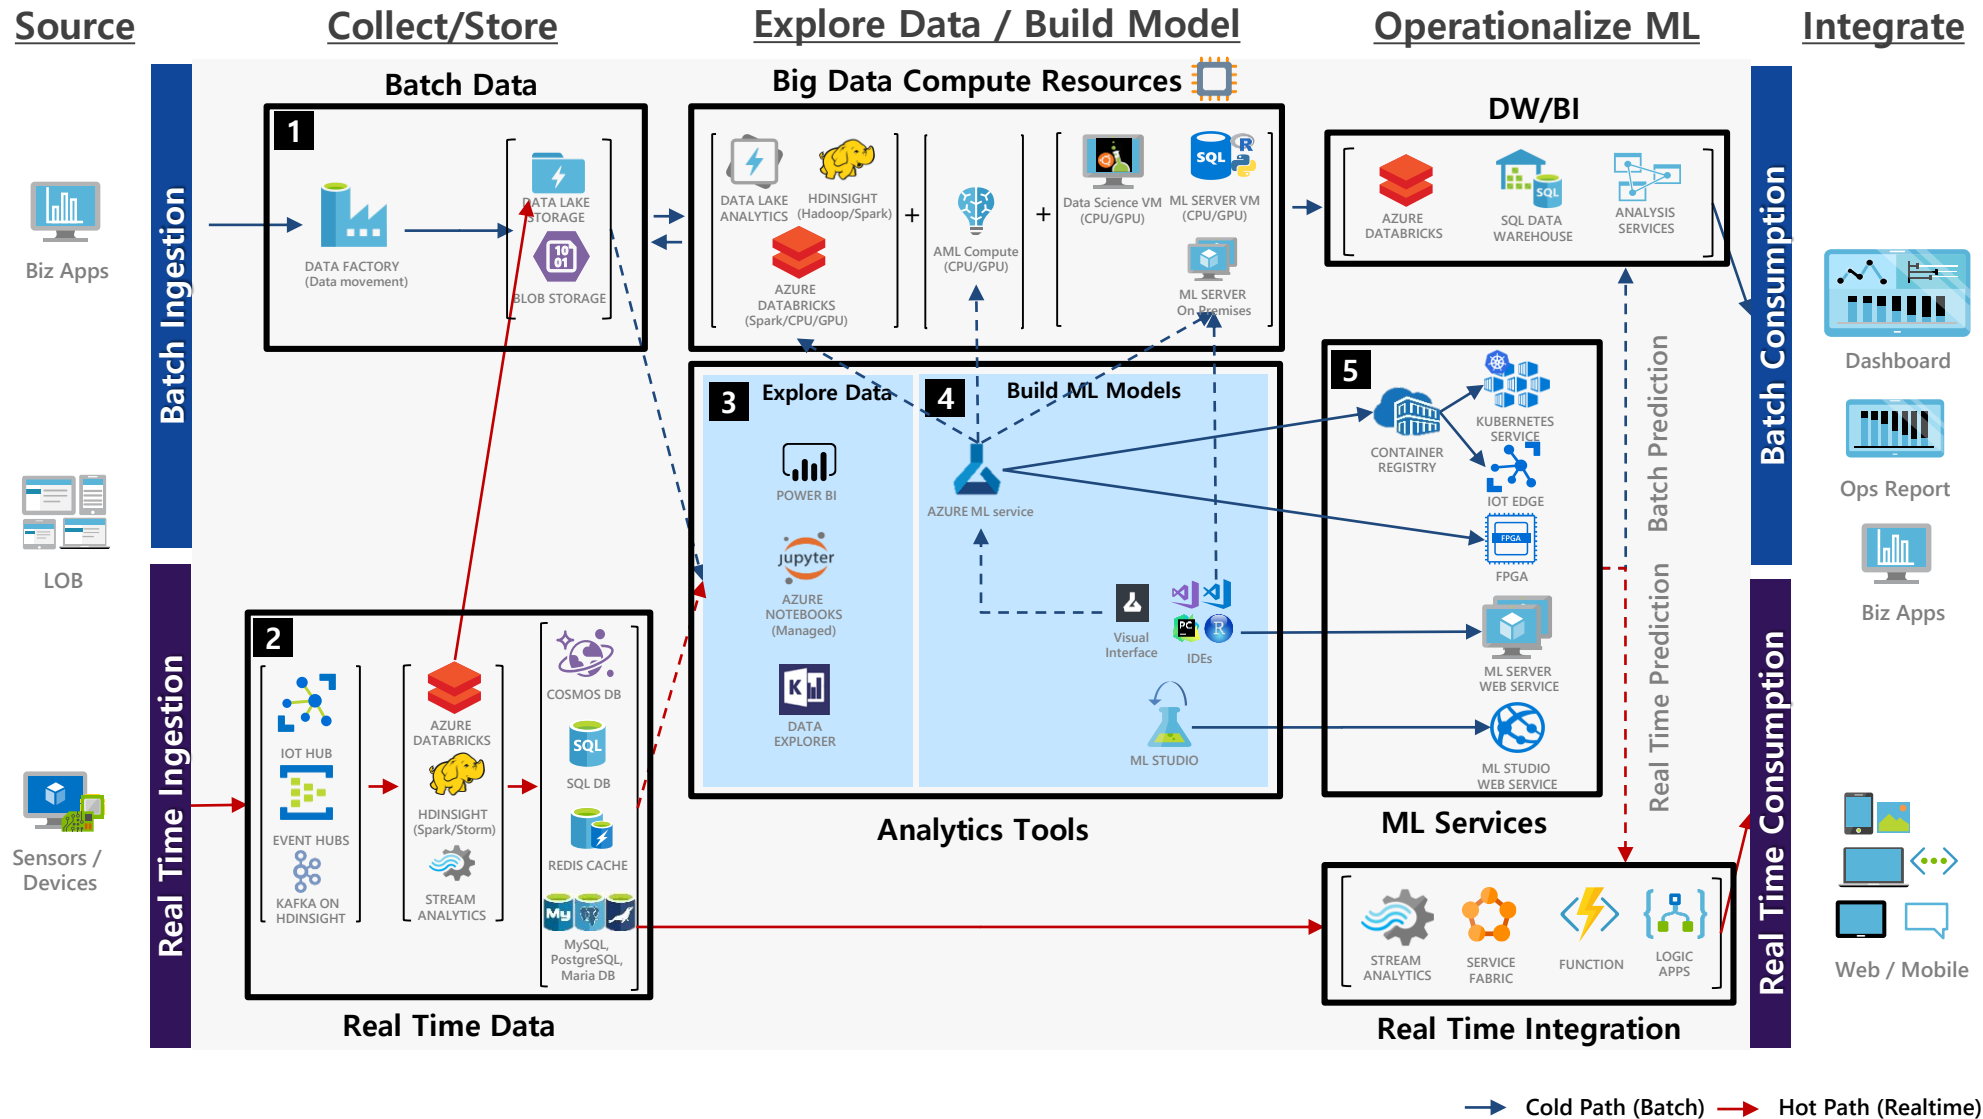 Source
Collect/Store
Explore Data / Build Model
Operationalize ML
Integrate
Batch Ingestion
Real Time Ingestion
Biz Apps
LOB
Sensors /
Devices
Batch Data
1
DATA FACTORY
(Data movement)
DATA LAKE
STORAGE
10
01
BLOB STORAGE
2
IOT HUB
EVENT HUBS
KAFKA ON
HDINSIGHT
AZURE
DATABRICKS
HDINSIGHT
(Spark/Storm)
STREAM
ANALYTICS
COSMOS DB
SQL
SQL DB
REDIS CACHE
My
MySQL,
PostgreSQL,
Maria DB
Real Time Data
Big Data Compute Resources
DATA LAKE
ANALYTICS
HDINSIGHT
(Hadoop/Spark)
AZURE
DATABRICKS
(Spark/CPU/GPU)
+
AML Compute
(CPU/GPU)
+
Data Science VM
(CPU/GPU)
SQL
R
ML SERVER VM
(CPU/GPU)
ML SERVER
On Premises
3
Explore Data
POWER BI
jupyter
AZURE
NOTEBOOKS
(Managed)
K
DATA
EXPLORER
4
Build ML Models
AZURE ML service
Visual
Interface
PC
R
IDEs
ML STUDIO
Analytics Tools
DW/BI
AZURE
DATABRICKS
SQL
SQL DATA
WAREHOUSE
ANALYSIS
SERVICES
5
CONTAINER
REGISTRY
KUBERNETES
SERVICE
IOT EDGE
FPGA
FPGA
ML SERVER
WEB SERVICE
ML STUDIO
WEB SERVICE
ML Services
Batch Prediction
Real Time Prediction
STREAM
ANALYTICS
SERVICE
FABRIC
FUNCTION
LOGIC
APPS
Real Time Integration
Batch Consumption
Real Time Consumption
Dashboard
Ops Report
Biz Apps
Web / Mobile
Cold Path (Batch)
Hot Path (Realtime)